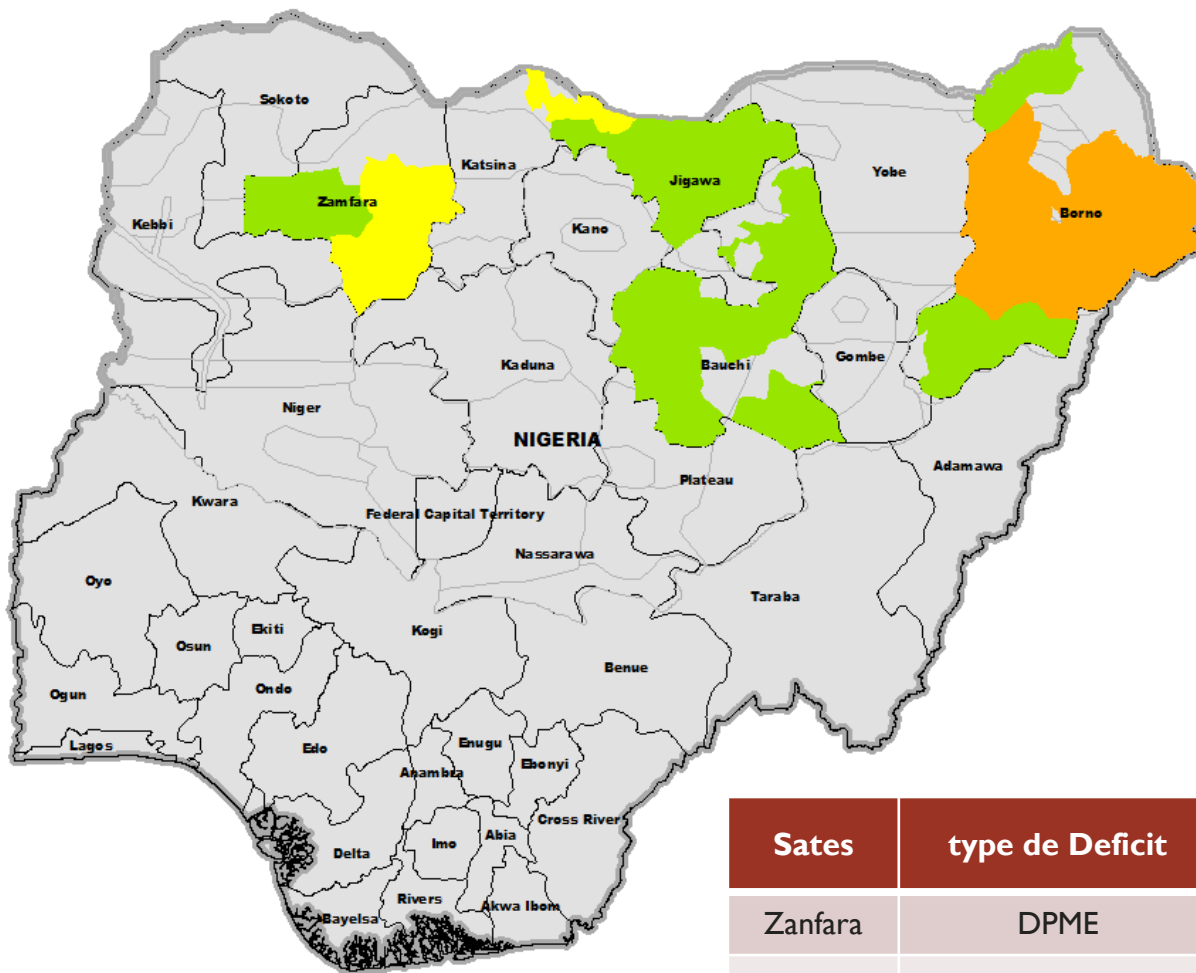 Sokoto
Katsina
Jigawa
Yobe
Borno
Zamfara
Kebbi
Kano
Kaduna
Bauchi
Gombe
Niger
NIGERIA
Adamawa
Plateau
Kwara
Federal Capital Territory
Nassarawa
Oyo
Taraba
Ekiti
Osun
Kogi
Benue
Ogun
Ondo
Lagos
Edo
Enugu
Ebonyi
Anambra
Cross River
Delta
Imo
Abia
Rivers
Akwa Ibom
Bayelsa
Sates type de Deficit
Zanfara DPME